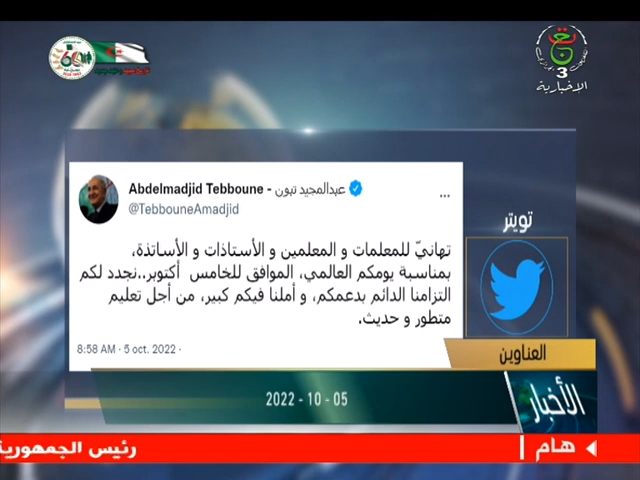 3
الإخبارية
60
Abdelmadjid Tebboune - عبدالمجيد تبون
@TebbouneAmadjid
...
تهانيّ للمعلمات و المعلمين و الأستاذات و الأساتذة،
بمناسبة يومكم العالمي، الموافق للخامس أكتوبر..نجدد لكم
التزامنا الدائم بدعمكم، و أملنا فيكم كبير، من أجل تعليم
متطور و حديث.
8:58 AM · 5 oct. 2022 ·
تويتر
العناوين
الأخبار
2022 - 10 - 05
هام
رئيس الجمهورية